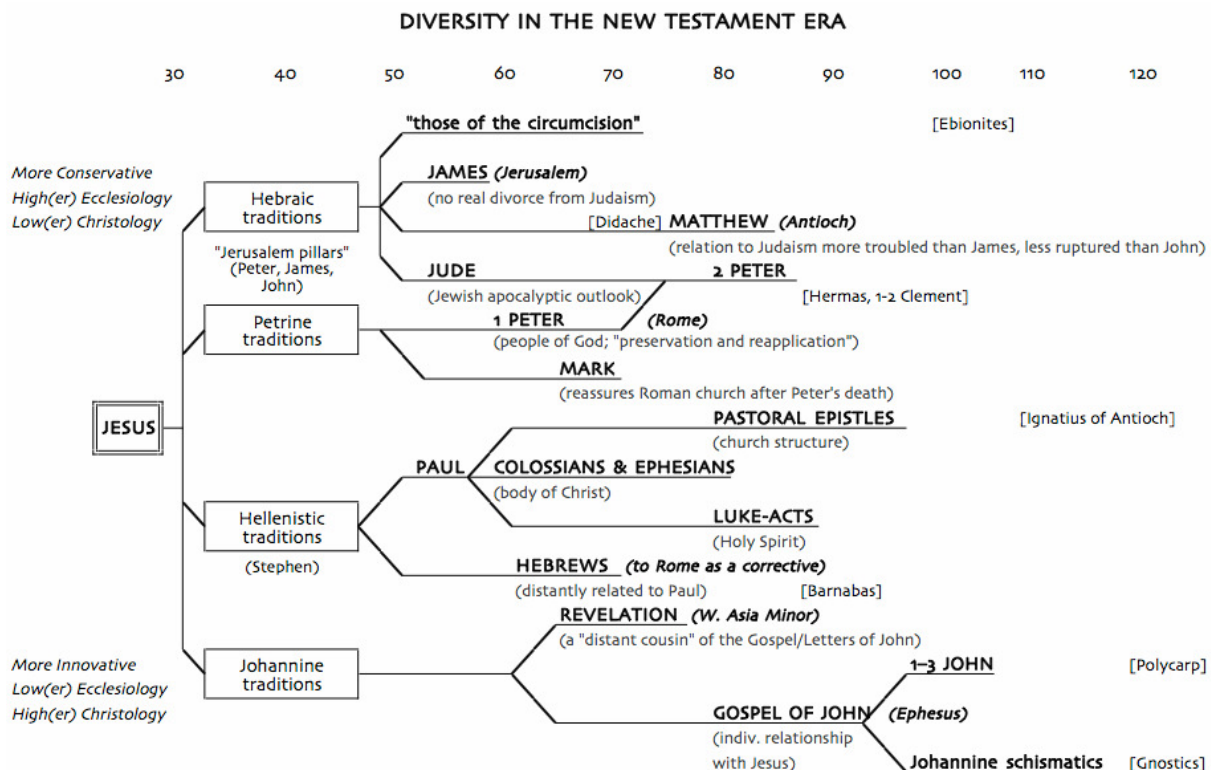 DIVERSITY IN THE NEW TESTAMENT ERA
30 40 50 60 70 80 90 100 110 120
"those of the circumcision" [Ebionites]
More Conservative
High(er) Ecclesiology
Low(er) Christology
JAMES (Jerusalem)
(no real divorce from Judaism)
Hebraic
traditions
[Didache] MATTHEW (Antioch)
(relation to Judaism more troubled than James, less ruptured than John)
"Jerusalem pillars"
(Peter, James,
John)
JUDE 2 PETER
(Jewish apocalyptic outlook) [Hermas, 1-2 Clement]
Petrine
traditions
1 PETER (Rome)
(people of God; "preservation and reapplication")
MARK
(reassures Roman church after Peter's death)
JESUS
PASTORAL EPISTLES [Ignatius of Antioch]
(church structure)
PAUL COLOSSIANS & EPHESIANS
(body of Christ)
Hellenistic
traditions
(Stephen)
LUKE-ACTS
(Holy Spirit)
HEBREWS (to Rome as a corrective)
(distantly related to Paul) [Barnabas]
REVELATION (W. Asia Minor)
(a "distant cousin" of the Gospel/Letters of John)
More Innovative
Low(er) Ecclesiology
High(er) Christology
Johannine
traditions
1–3 JOHN [Polycarp]
GOSPEL OF JOHN (Ephesus)
(indiv. relationship
with Jesus)
Johannine schismatics [Gnostics]